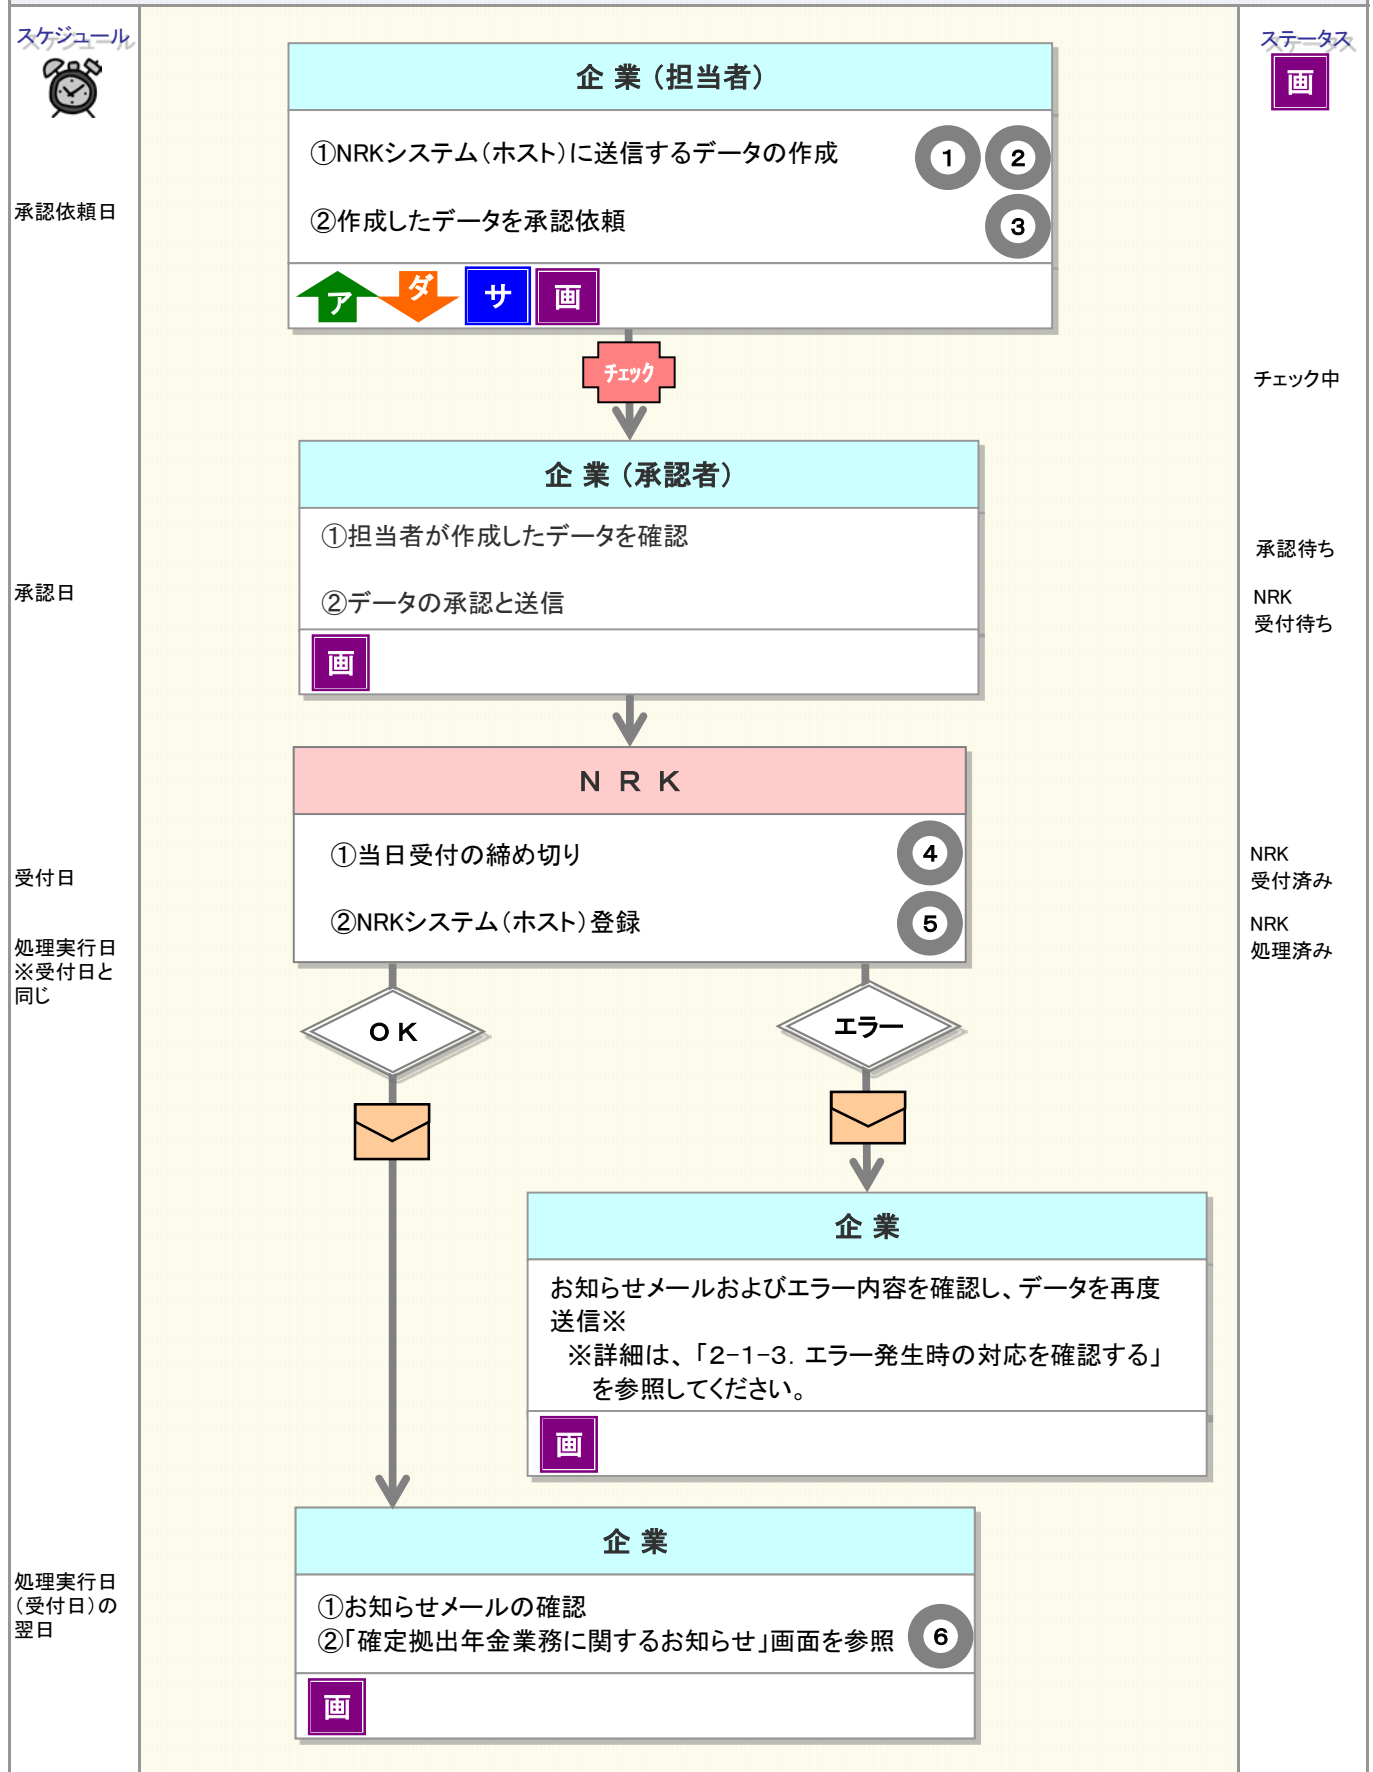 スケジュール
ステータス
画
企 業（担当者）
①NRKシステム（ホスト）に送信するデータの作成
1
2
承認依頼日
②作成したデータを承認依頼
3
ア
ダ
サ
画
チェック
チェック中
企 業（承認者）
①担当者が作成したデータを確認
承認待ち
承認日
②データの承認と送信
NRK
受付待ち
画
N R K
①当日受付の締め切り
4
受付日
NRK
受付済み
②NRKシステム（ホスト）登録
5
処理実行日
※受付日と
同じ
NRK
処理済み
OK
エラー
企 業
お知らせメールおよびエラー内容を確認し、データを再度
送信※
※詳細は、「2-1-3. エラー発生時の対応を確認する」
を参照してください。
画
企 業
処理実行日
（受付日）の
翌日
①お知らせメールの確認
②「確定拠出年金業務に関するお知らせ」画面を参照
6
画